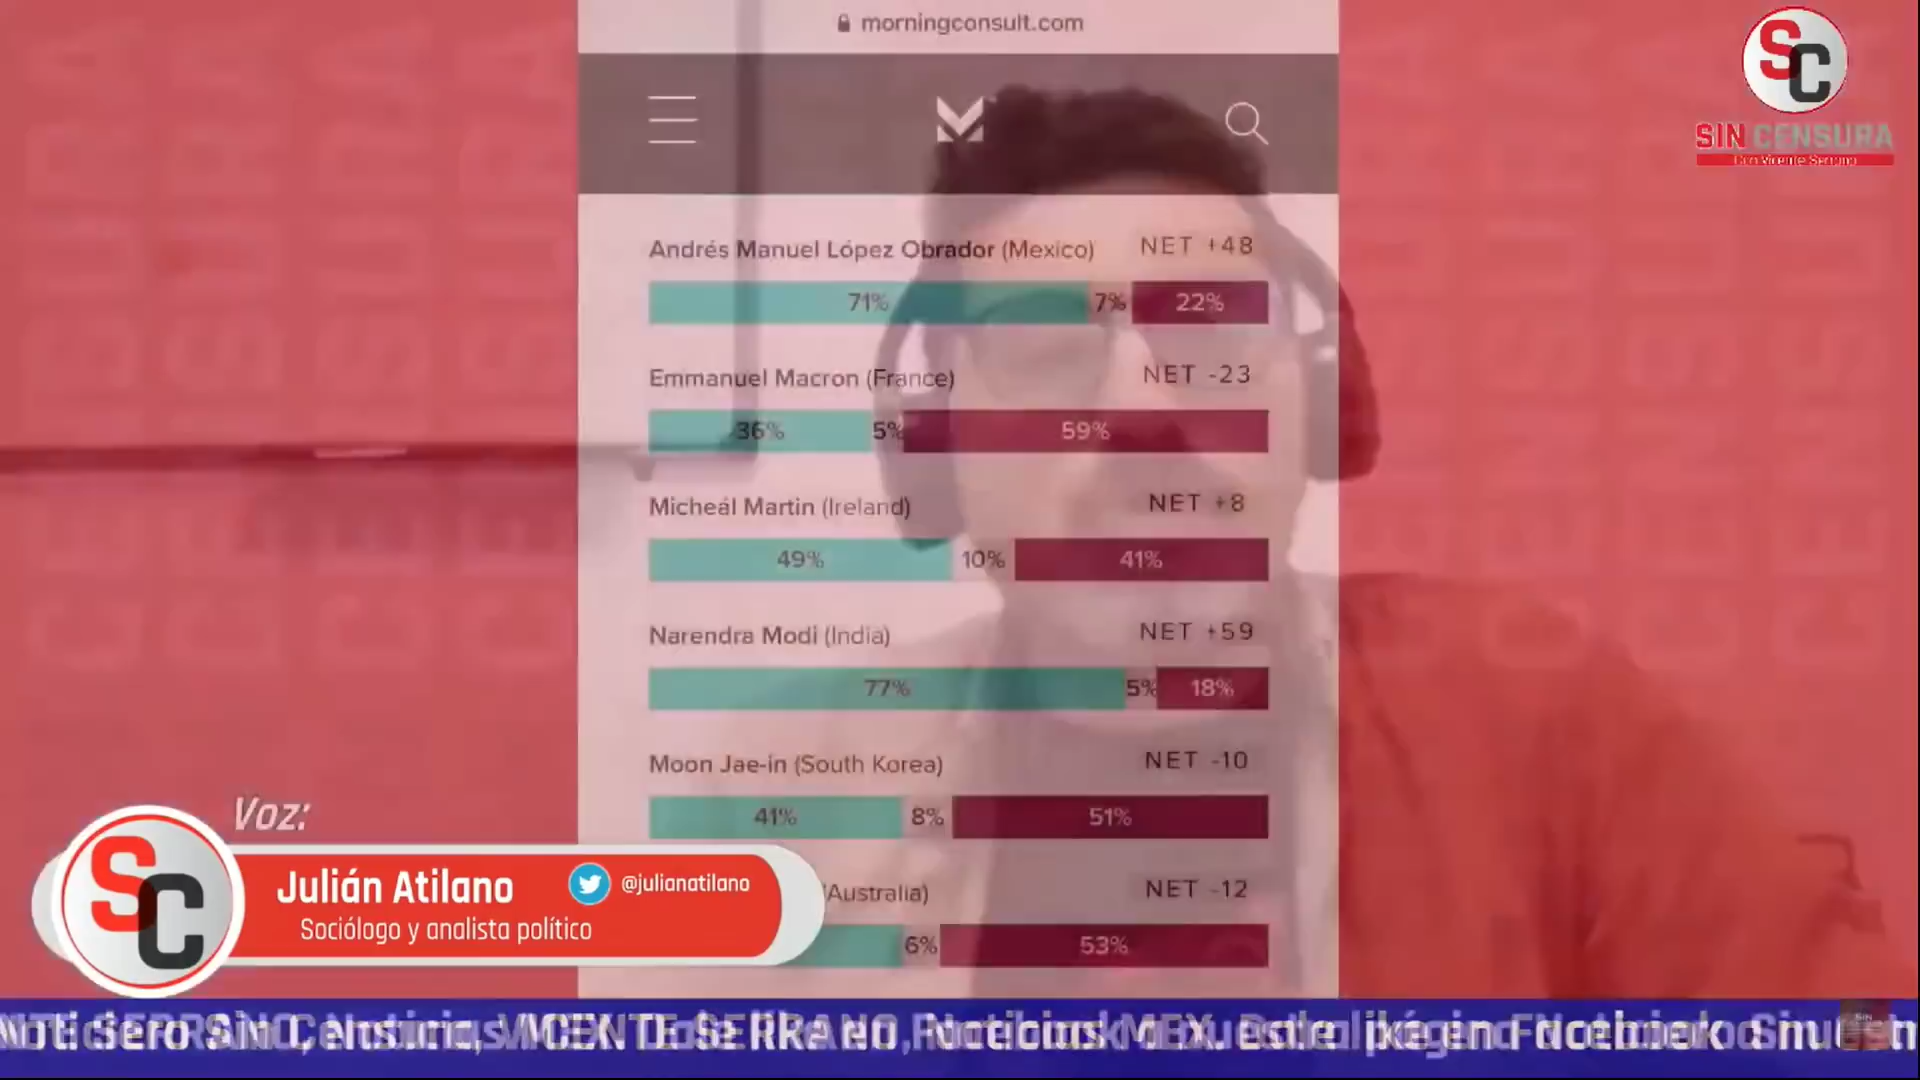 morningconsult.com
SC
SIN CENSURA
Con Vicente Serrano
Andrés Manuel López Obrador (Mexico) NET +48
71% 7% 22%
Emmanuel Macron (France) NET -23
36% 5% 59%
Micheál Martin (Ireland) NET +8
49% 10% 41%
Narendra Modi (India) NET +59
77% 5% 18%
Moon Jae-in (South Korea) NET -10
41% 8% 51%
(Australia) NET -12
6% 53%
Voz:
SC
Julián Atilano @julianatilano
Sociólogo y analista político